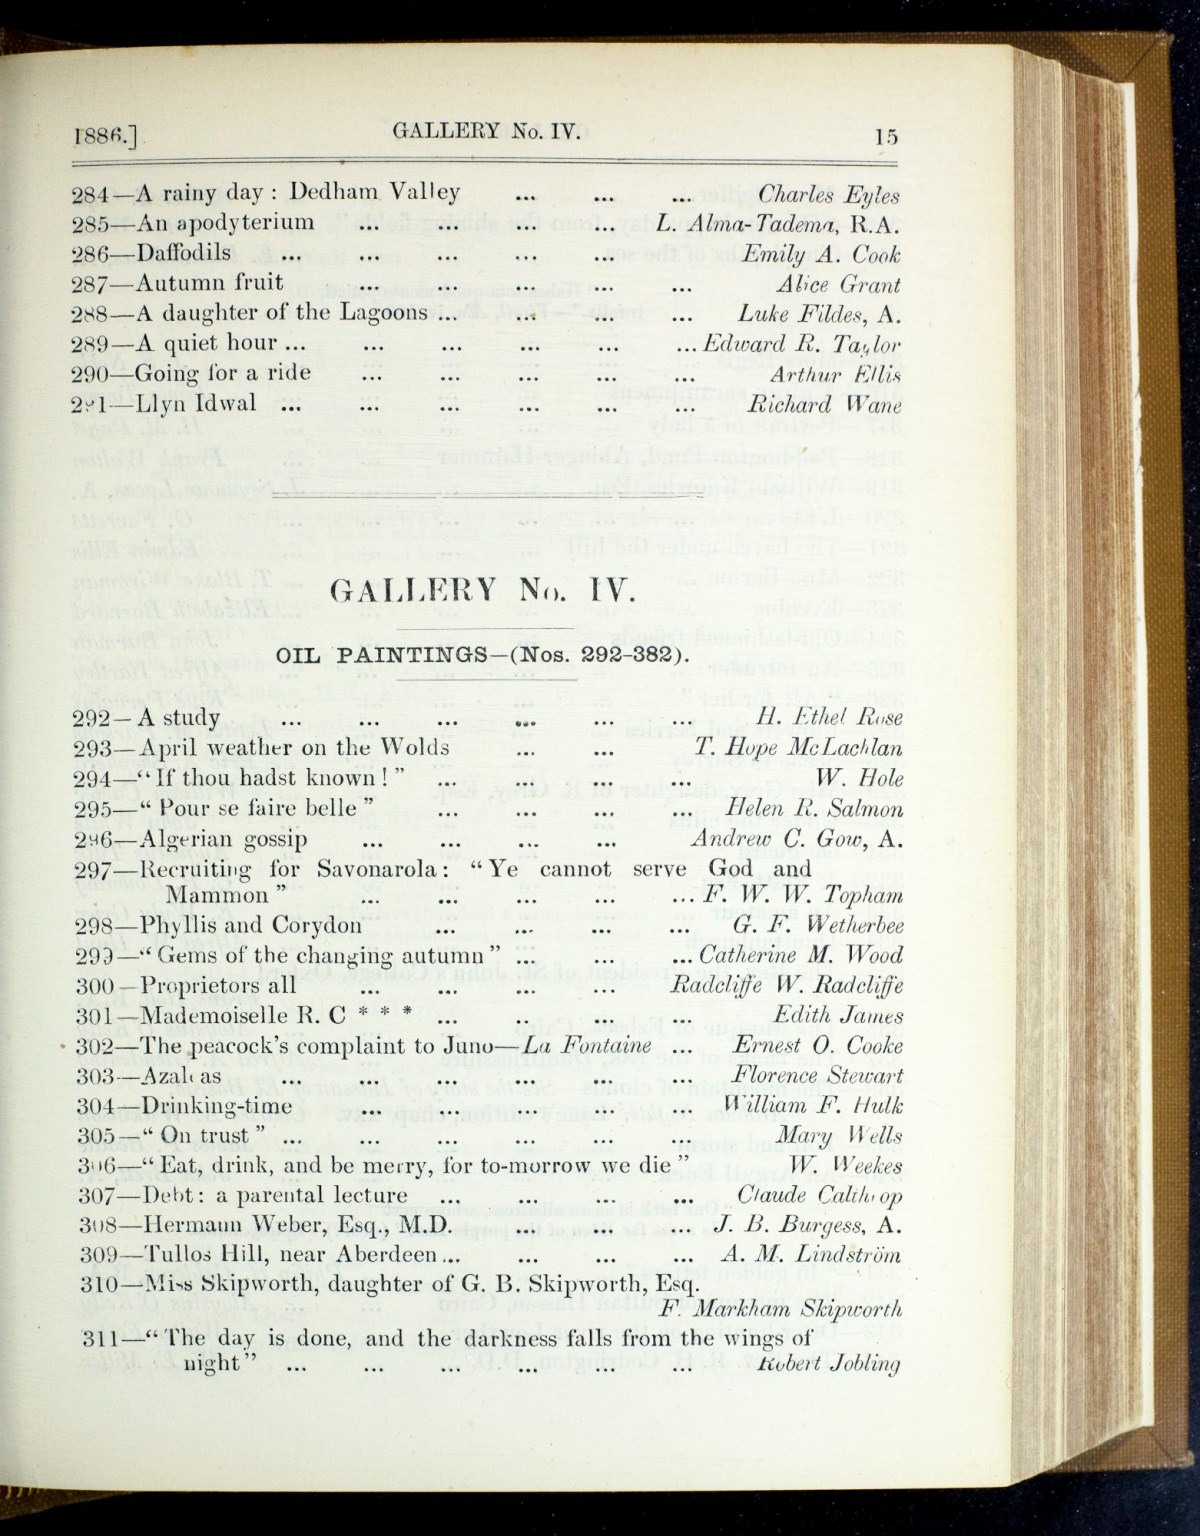 1886.] GALLERY No. IV. 15
284—A rainy day : Dedham Valley ... ... ... Charles Eyles
285—An apodyterium ... ... ... ... L. Alma-Tadema, R.A.
286—Daffodils ... ... ... ... ... Emily A. Cook
287—Autumn fruit ... ... ... ... ... Alice Grant
288—A daughter of the Lagoons ... ... ... ... Luke Fildes, A.
289—A quiet hour ... ... ... ... ... ... Edward R. Taylor
290—Going for a ride ... ... ... ... ... Arthur Ellis
291—Llyn Idwal ... ... ... ... ... ... Richard Wane
GALLERY No. IV.
OIL PAINTINGS—(Nos. 292-382).
292—A study ... ... ... ... ... ... H. Ethel Rose
293—April weather on the Wolds ... ... T. Hope McLachlan
294—“ If thou hadst known ! ” ... ... ... ... W. Hole
295—“ Pour se faire belle ” ... ... ... ... Helen R. Salmon
296—Algerian gossip ... ... ... ... Andrew C. Gow, A.
297—Recruiting for Savonarola : “ Ye cannot serve God and
Mammon ” ... ... ... ... ... F. W. W. Topham
298—Phyllis and Corydon ... ... ... ... G. F. Wetherbee
299—“ Gems of the changing autumn ” ... ... ... Catherine M. Wood
300—Proprietors all ... ... ... ... Radcliffe W. Radcliffe
301—Mademoiselle R. C * * * ... ... ... ... Edith James
302—The peacock’s complaint to Juno—La Fontaine ... Ernest O. Cooke
303—Azaleas ... ... ... ... ... ... Florence Stewart
304—Drinking-time ... ... ... ... ... William F. Hulk
305—“ On trust ” ... ... ... ... ... ... Mary Wells
306—“ Eat, drink, and be merry, for to-morrow we die ” W. Weekes
307—Debt : a parental lecture ... ... ... ... Claude Calthrop
308—Hermann Weber, Esq., M.D. ... ... ... J. B. Burgess, A.
309—Tullos Hill, near Aberdeen ... ... ... ... A. M. Lindström
310—Miss Skipworth, daughter of G. B. Skipworth, Esq.
F. Markham Skipworth
311—“ The day is done, and the darkness falls from the wings of
night ” ... ... ... ... ... ... Robert Jobling